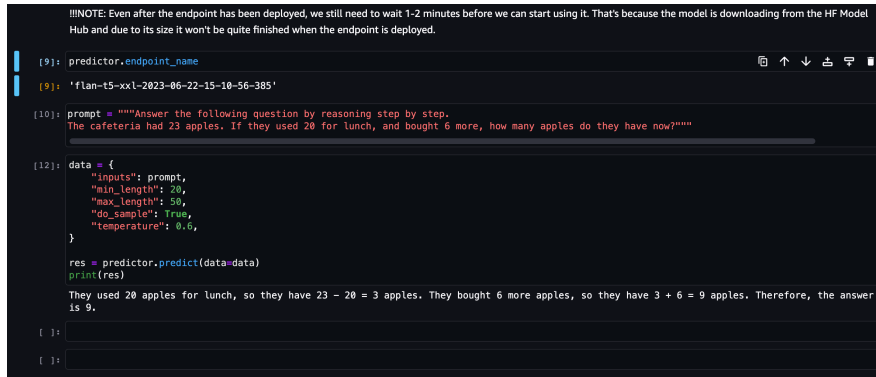 !!!NOTE: Even after the endpoint has been deployed, we still need to wait 1-2 minutes before we can start using it. That's because the model is downloading from the HF Model
Hub and due to its size it won't be quite finished when the endpoint is deployed.
[9]: predictor.endpoint_name
[9]: 'flan-t5-xxl-2023-06-22-15-10-56-385'
[10]: prompt = """Answer the following question by reasoning step by step.
The cafeteria had 23 apples. If they used 20 for lunch, and bought 6 more, how many apples do they have now?"""
[12]: data = {
    "inputs": prompt,
    "min_length": 20,
    "max_length": 50,
    "do_sample": True,
    "temperature": 0.6,
}
res = predictor.predict(data=data)
print(res)
They used 20 apples for lunch, so they have 23 - 20 = 3 apples. They bought 6 more apples, so they have 3 + 6 = 9 apples. Therefore, the answer
is 9.
[ ]:
[ ]: